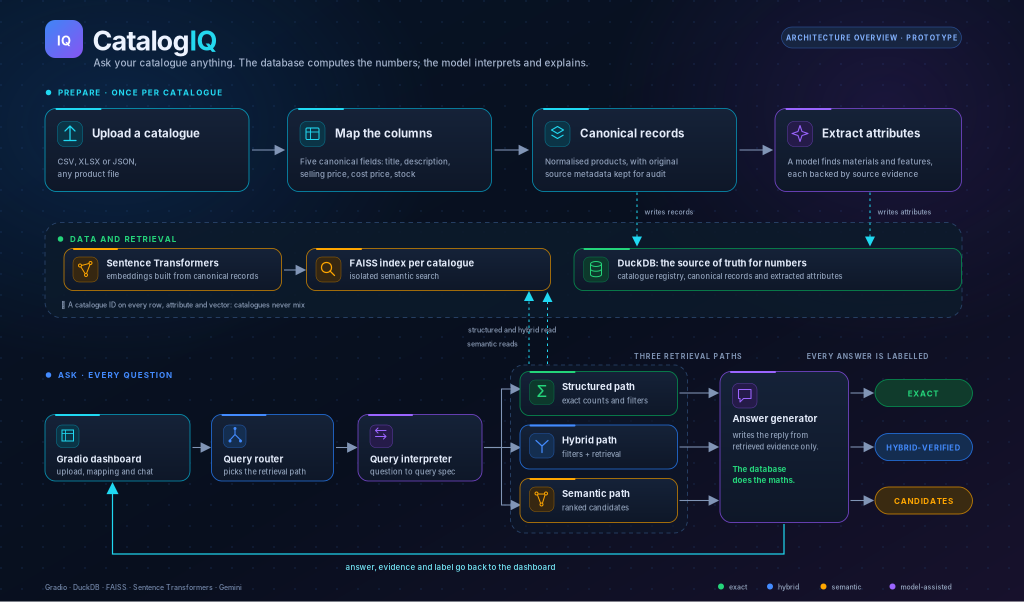 IQ
CatalogIQ
ARCHITECTURE OVERVIEW · PROTOTYPE
Ask your catalogue anything. The database computes the numbers; the model interprets and explains.
PREPARE · ONCE PER CATALOGUE
Upload a catalogue
CSV, XLSX or JSON,
any product file
Map the columns
Five canonical fields: title, description,
selling price, cost price, stock
Canonical records
Normalised products, with original
source metadata kept for audit
Extract attributes
A model finds materials and features,
each backed by source evidence
writes records
writes attributes
DATA AND RETRIEVAL
Sentence Transformers
embeddings built from canonical records
FAISS index per catalogue
isolated semantic search
DuckDB: the source of truth for numbers
catalogue registry, canonical records and extracted attributes
A catalogue ID on every row, attribute and vector: catalogues never mix
structured and hybrid read
semantic reads
THREE RETRIEVAL PATHS
EVERY ANSWER IS LABELLED
ASK · EVERY QUESTION
Gradio dashboard
upload, mapping and chat
Query router
picks the retrieval path
Query interpreter
question to query spec
Σ
Structured path
exact counts and filters
Hybrid path
filters + retrieval
Semantic path
ranked candidates
Answer generator
writes the reply from
retrieved evidence only.
The database
does the maths.
EXACT
HYBRID-VERIFIED
CANDIDATES
answer, evidence and label go back to the dashboard
Gradio · DuckDB · FAISS · Sentence Transformers · Gemini
exact
hybrid
semantic
model-assisted